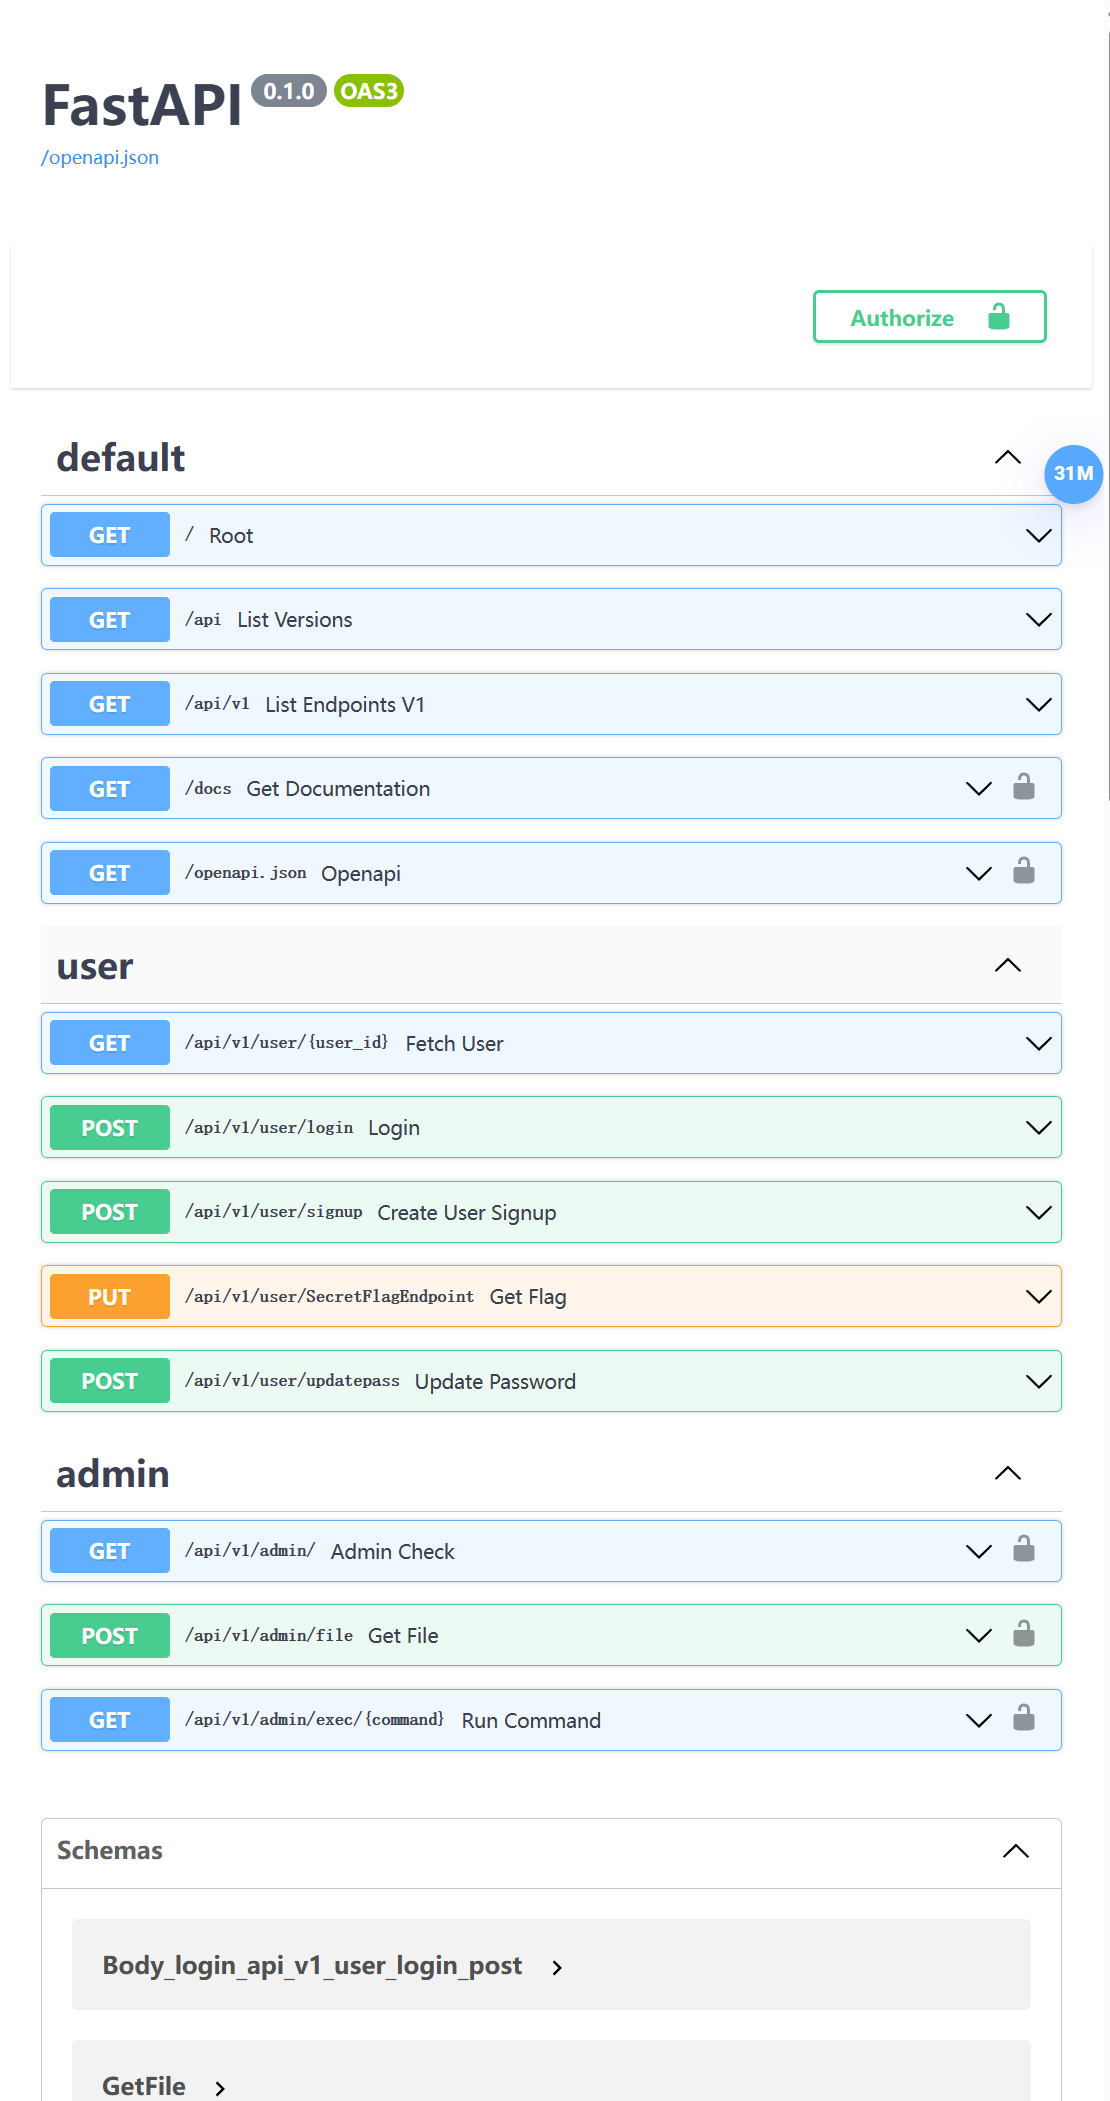 FastAPI 0.1.0 OAS3
/openapi.json
Authorize
default
31M
GET / Root
GET /api List Versions
GET /api/v1 List Endpoints V1
GET /docs Get Documentation
GET /openapi.json Openapi
user
GET /api/v1/user/{user_id} Fetch User
POST /api/v1/user/login Login
POST /api/v1/user/signup Create User Signup
PUT /api/v1/user/SecretFlagEndpoint Get Flag
POST /api/v1/user/updatepass Update Password
admin
GET /api/v1/admin/ Admin Check
POST /api/v1/admin/file Get File
GET /api/v1/admin/exec/{command} Run Command
Schemas
Body_login_api_v1_user_login_post
GetFile